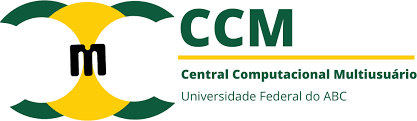 m
CCM
Central Computacional Multiusuário
Universidade Federal do ABC